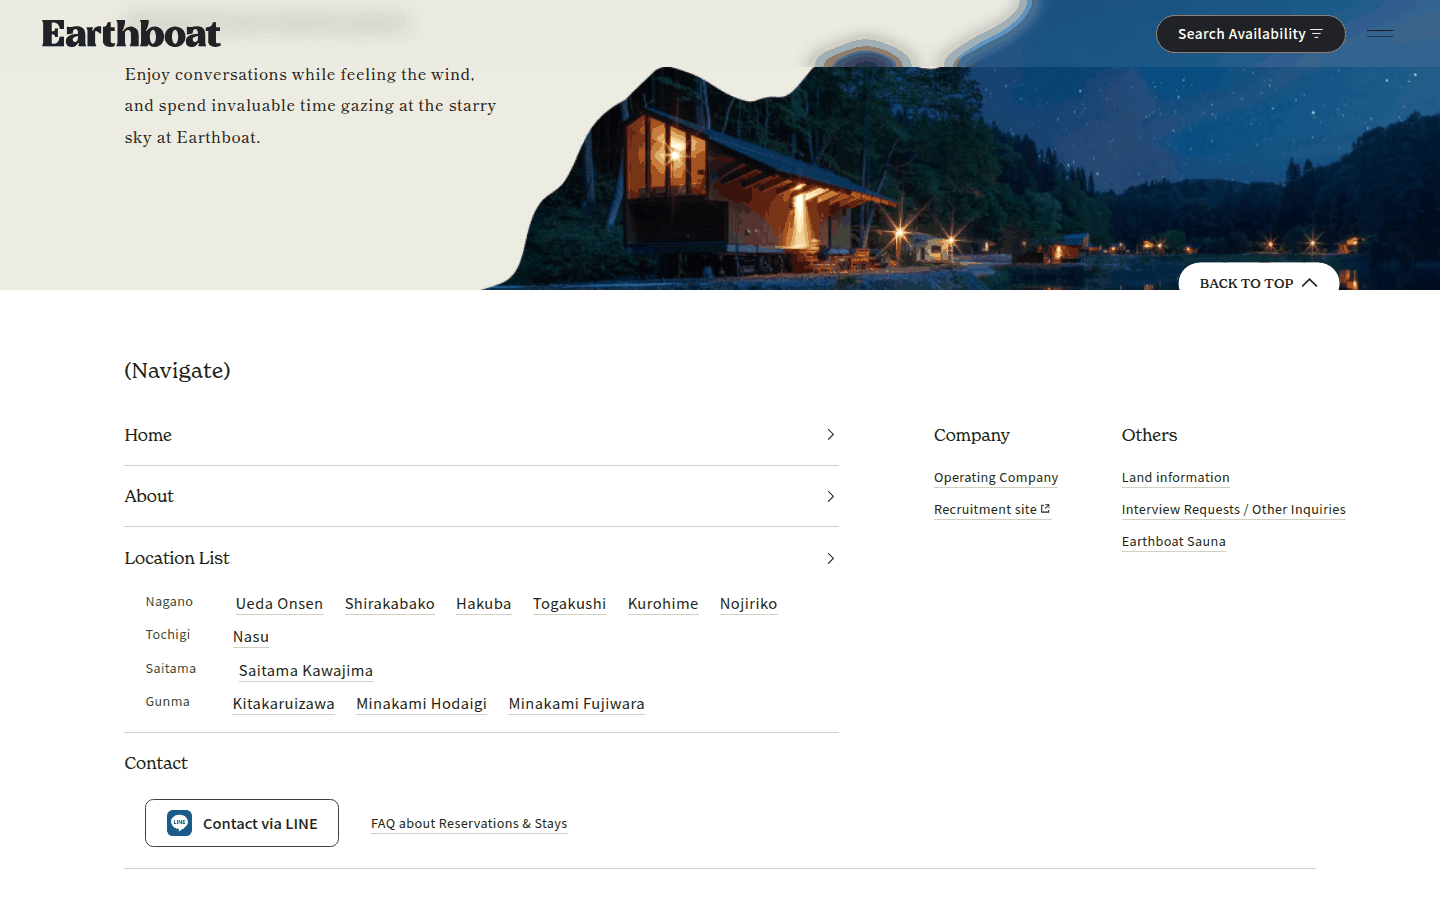 Earthboat
Search Availability
Enjoy conversations while feeling the wind,
and spend invaluable time gazing at the starry
sky at Earthboat.
BACK TO TOP
(Navigate)
Home
About
Location List
Nagano Ueda Onsen Shirakabako Hakuba Togakushi Kurohime Nojiriko
Tochigi Nasu
Saitama Saitama Kawajima
Gunma Kitakaruizawa Minakami Hodaigi Minakami Fujiwara
Contact
LINE Contact via LINE FAQ about Reservations & Stays
Company
Operating Company
Recruitment site
Others
Land information
Interview Requests / Other Inquiries
Earthboat Sauna